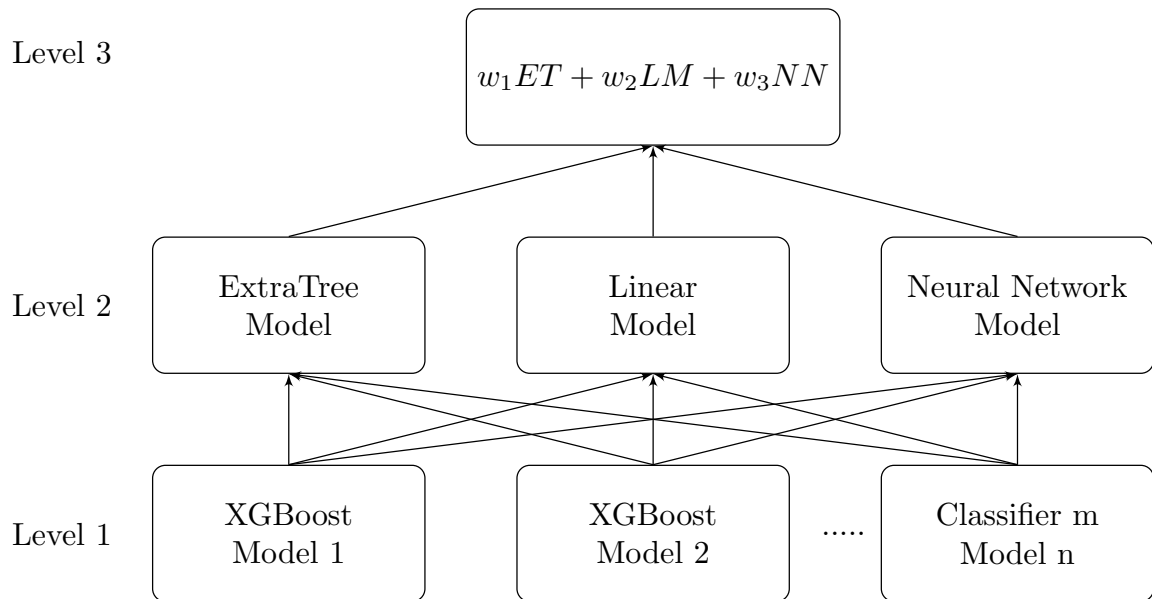 Level 3
w₁ET + w₂LM + w₃NN
Level 2
ExtraTree
Model
Linear
Model
Neural Network
Model
Level 1
XGBoost
Model 1
XGBoost
Model 2
.....
Classifier m
Model n